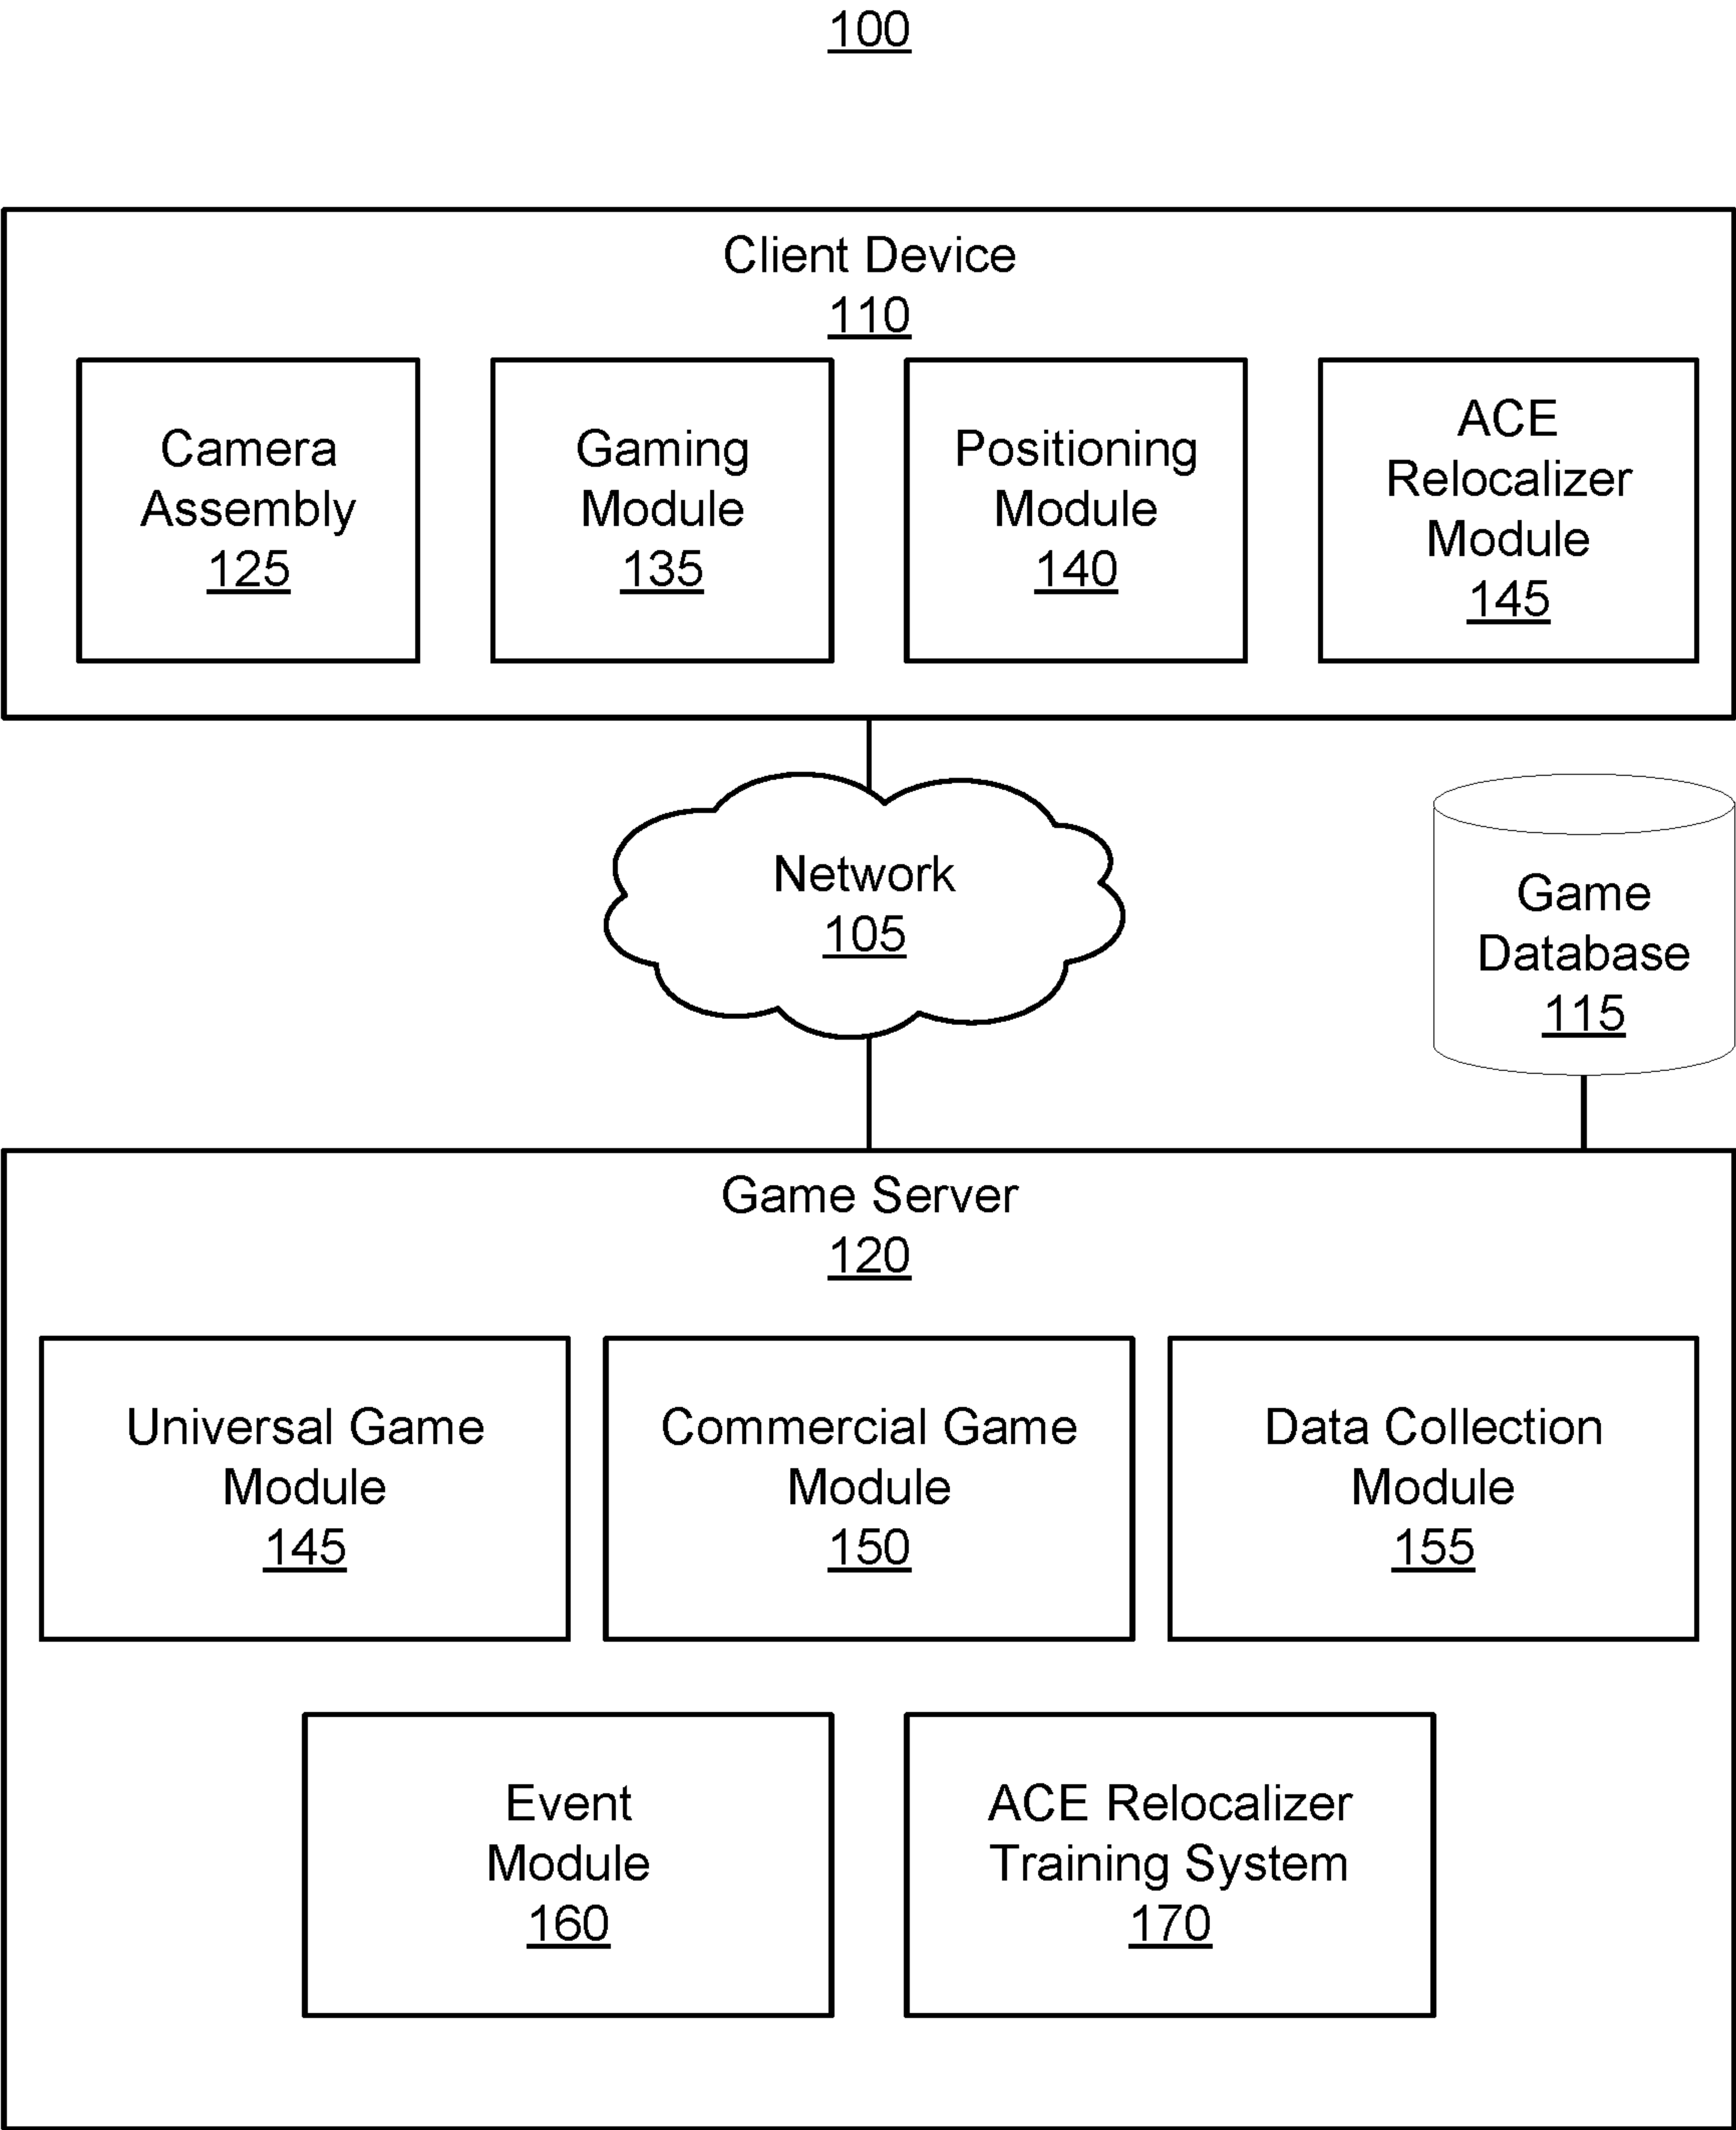 100
Client Device
110
Camera
Assembly
125
Gaming
Module
135
Positioning
Module
140
ACE
Relocalizer
Module
145
Network
105
Game
Database
115
Game Server
120
Universal Game
Module
145
Commercial Game
Module
150
Data Collection
Module
155
Event
Module
160
ACE Relocalizer
Training System
170